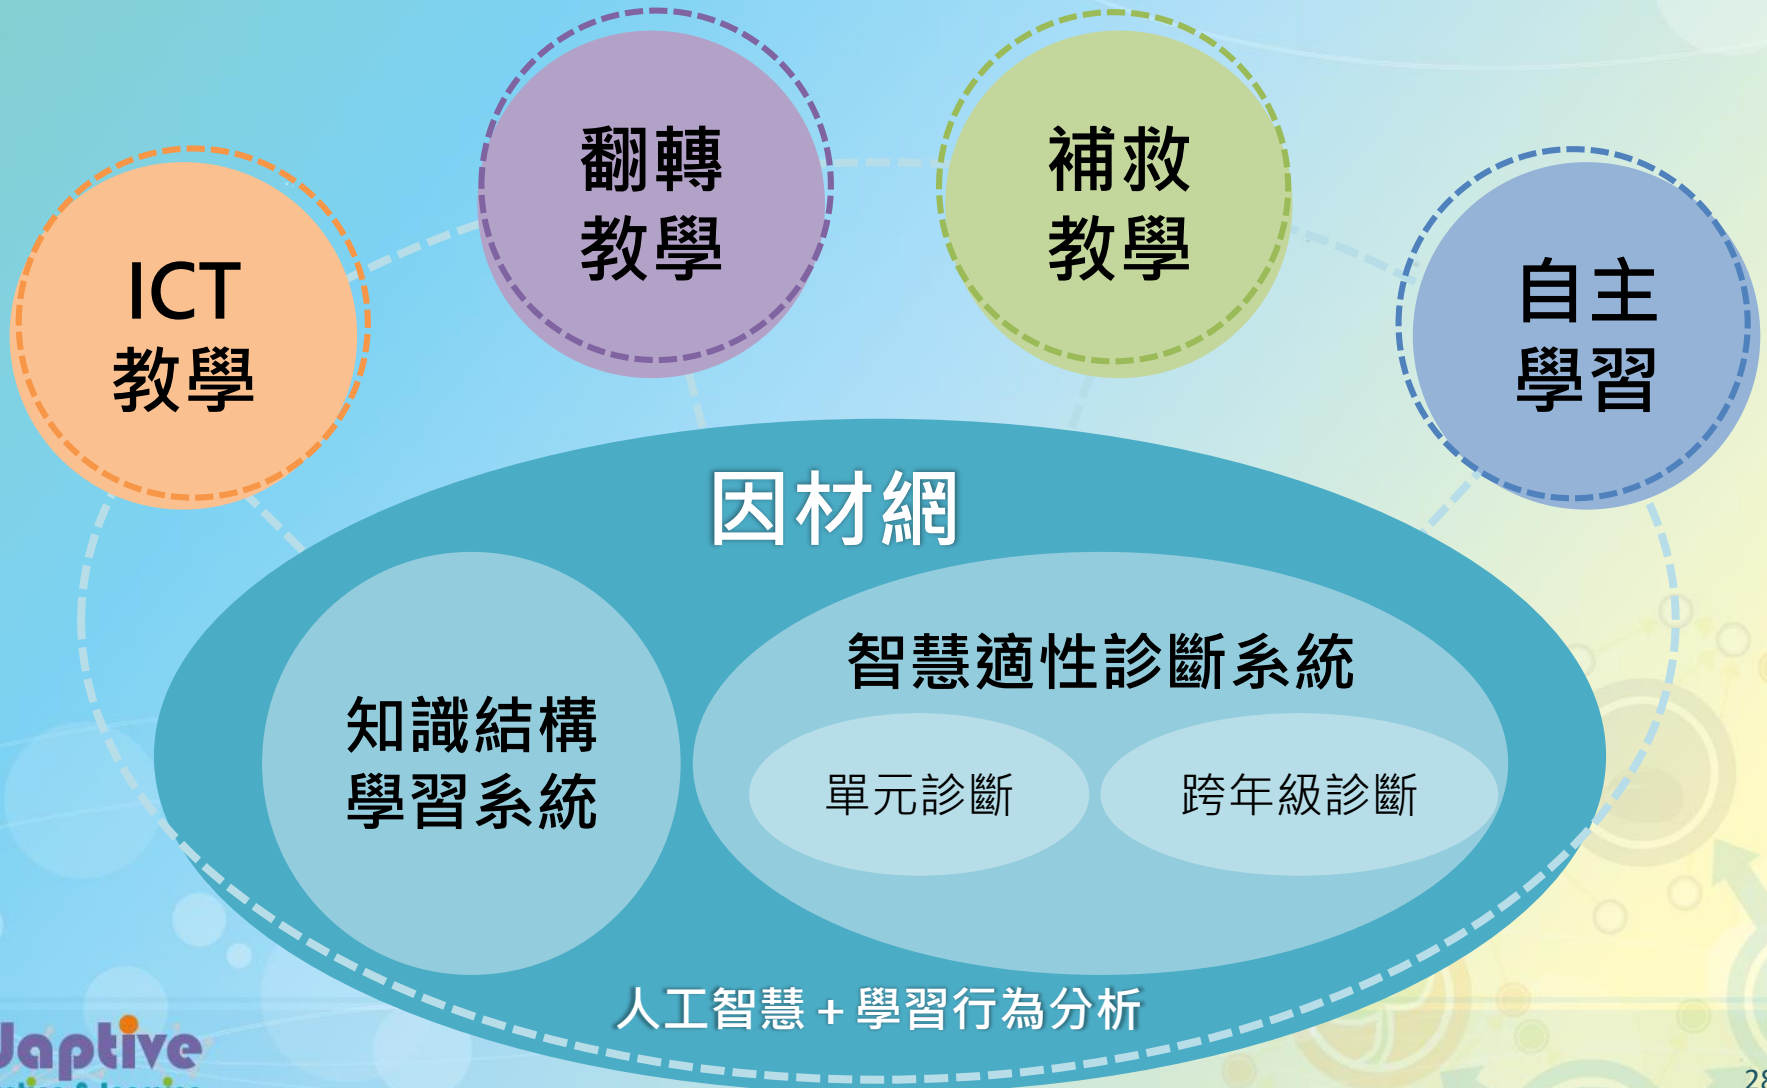 ICT
教學
翻轉
教學
補救
教學
自主
學習
因材網
知識結構
學習系統
智慧適性診斷系統
單元診斷
跨年級診斷
人工智慧+學習行為分析
daptive
28